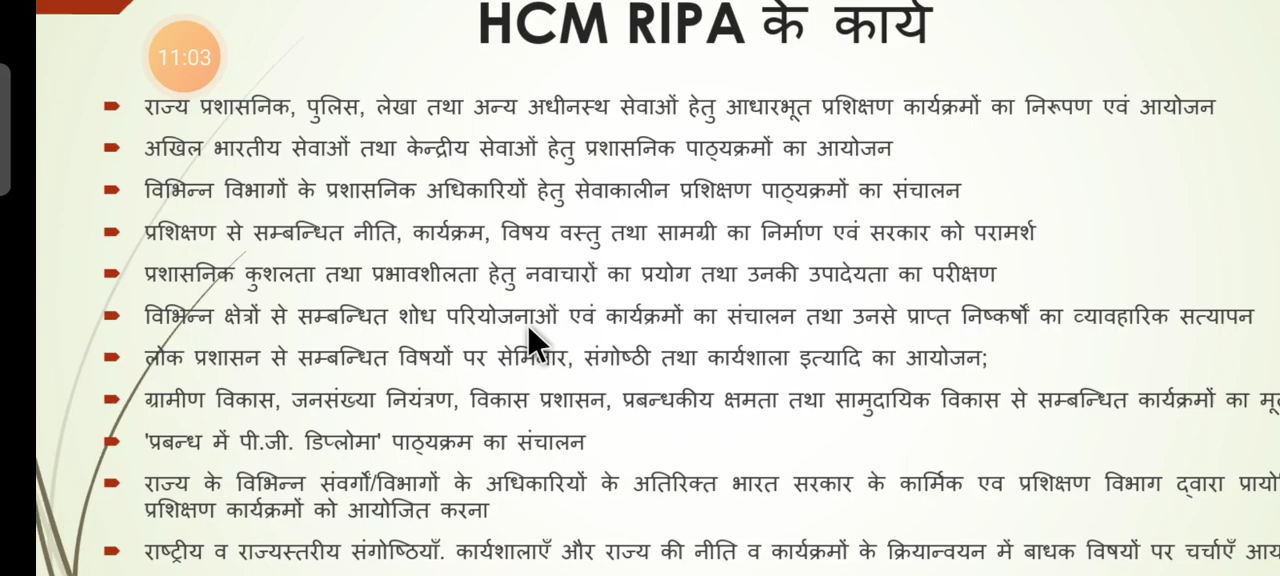 HCM RIPA के कार्य
11:03
राज्य प्रशासनिक, पुलिस, लेखा तथा अन्य अधीनस्थ सेवाओं हेतु आधारभूत प्रशिक्षण कार्यक्रमों का निरूपण एवं आयोजन
अखिल भारतीय सेवाओं तथा केन्द्रीय सेवाओं हेतु प्रशासनिक पाठ्यक्रमों का आयोजन
विभिन्न विभागों के प्रशासनिक अधिकारियों हेतु सेवाकालीन प्रशिक्षण पाठ्यक्रमों का संचालन
प्रशिक्षण से सम्बन्धित नीति, कार्यक्रम, विषय वस्तु तथा सामग्री का निर्माण एवं सरकार को परामर्श
प्रशासनिक कुशलता तथा प्रभावशीलता हेतु नवाचारों का प्रयोग तथा उनकी उपादेयता का परीक्षण
विभिन्न क्षेत्रों से सम्बन्धित शोध परियोजनाओं एवं कार्यक्रमों का संचालन तथा उनसे प्राप्त निष्कर्षों का व्यावहारिक सत्यापन
लोक प्रशासन से सम्बन्धित विषयों पर सेमिनार, संगोष्ठी तथा कार्यशाला इत्यादि का आयोजन;
ग्रामीण विकास, जनसंख्या नियंत्रण, विकास प्रशासन, प्रबन्धकीय क्षमता तथा सामुदायिक विकास से सम्बन्धित कार्यक्रमों का
'प्रबन्ध में पी.जी. डिप्लोमा' पाठ्यक्रम का संचालन
राज्य के विभिन्न संवर्गों/विभागों के अधिकारियों के अतिरिक्त भारत सरकार के कार्मिक एव प्रशिक्षण विभाग द्वारा
प्रशिक्षण कार्यक्रमों को आयोजित करना
राष्ट्रीय व राज्यस्तरीय संगोष्ठियाँ. कार्यशालाएँ और राज्य की नीति व कार्यक्रमों के क्रियान्वयन में बाधक विषयों पर चर्चाएँ